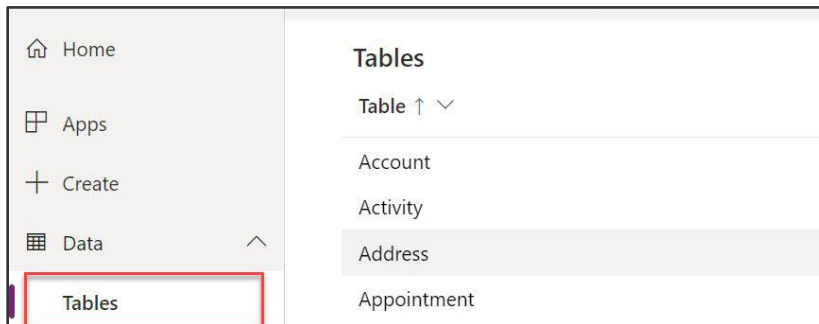 Home
Apps
Create
Data
Tables
Tables
Table
Account
Activity
Address
Appointment